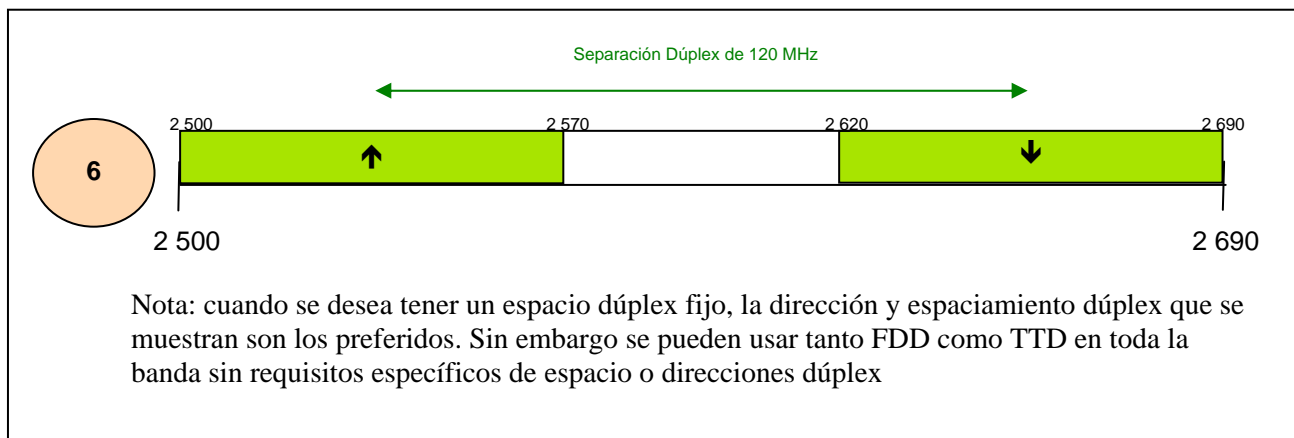 Separación Dúplex de 120 MHz
2 500
2 570
2 620
2 690
6
2 500
2 690
Nota: cuando se desea tener un espacio dúplex fijo, la dirección y espaciamiento dúplex que se
muestran son los preferidos. Sin embargo se pueden usar tanto FDD como TTD en toda la
banda sin requisitos específicos de espacio o direcciones dúplex